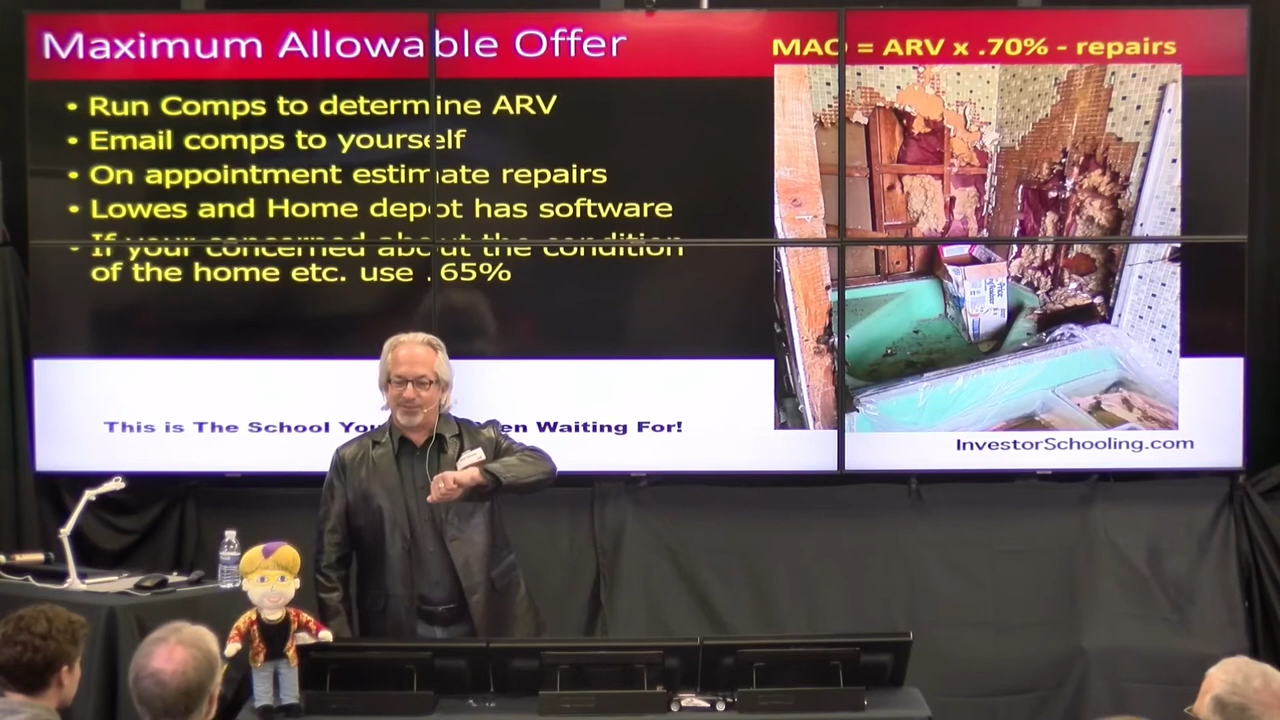 Maximum Allowable Offer
MAO = ARV x .70% - repairs
• Run Comps to determine ARV
• Email comps to yourself
• On appointment estimate repairs
• Lowes and Home depot has software
• If your concerned about the condition
of the home etc. use .65%
This is The School You en Waiting For!
InvestorSchooling.com